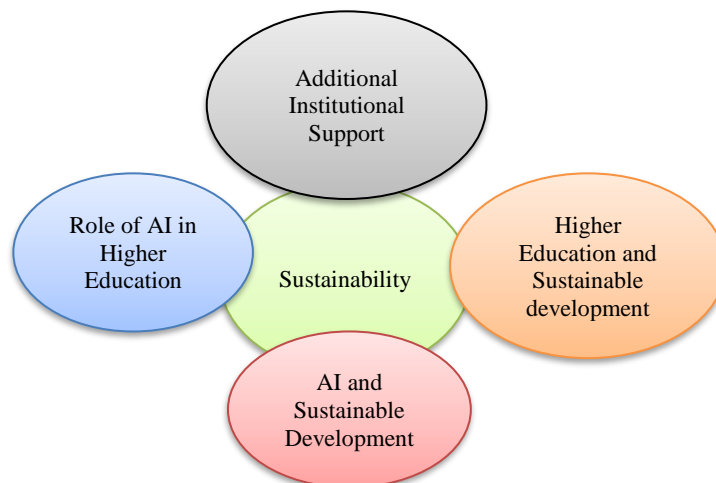 Additional
Institutional
Support
Role of AI in
Higher
Education
Sustainability
Higher
Education and
Sustainable
development
AI and
Sustainable
Development